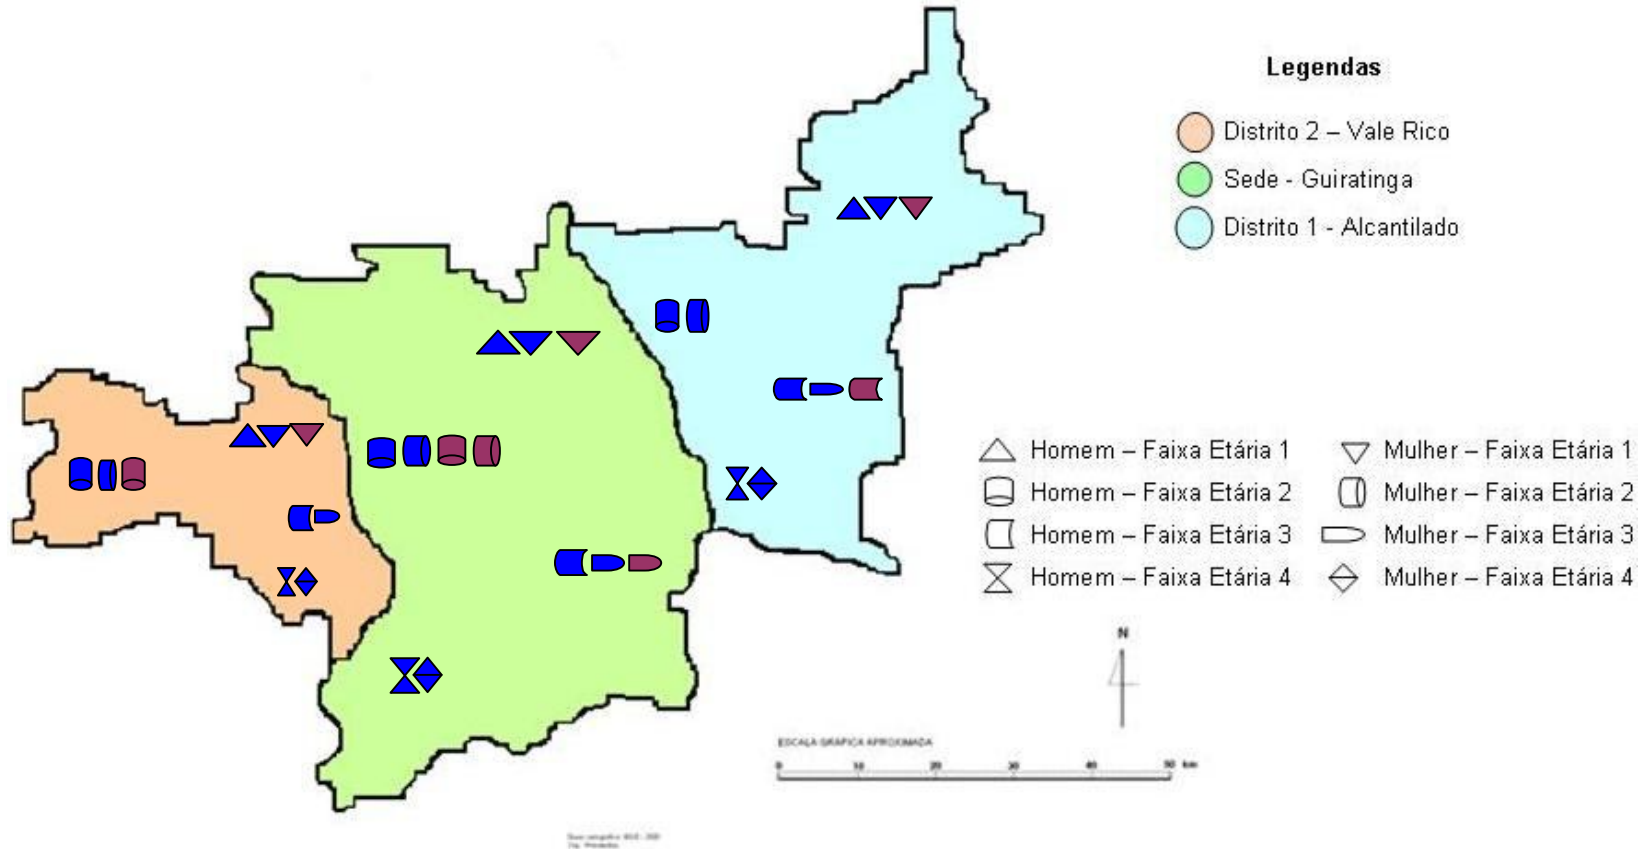 Legendas
Distrito 2 – Vale Rico
Sede - Guiratinga
Distrito 1 - Alcantilado
Homem – Faixa Etária 1
Mulher – Faixa Etária 1
Homem – Faixa Etária 2
Mulher – Faixa Etária 2
Homem – Faixa Etária 3
Mulher – Faixa Etária 3
Homem – Faixa Etária 4
Mulher – Faixa Etária 4
N
ESCALA GRÁFICA APROXIMADA
0 10 20 30 40 50 km